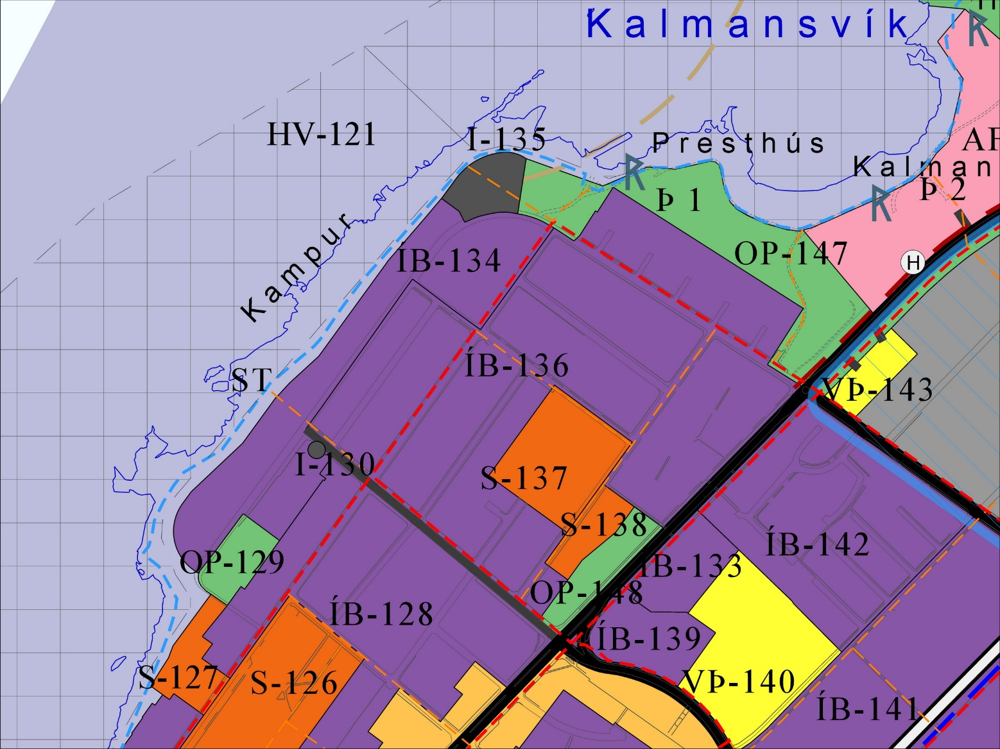 Kalmansvík
HV-121
I-135
Presthús
AF
Kalman
Þ 1
Þ 2
Kampur
ÍB-134
OP-147
H
ÍB-136
ST
VÞ-143
I-130
S-137
S-138
ÍB-142
OP-129
ÍB-133
OP-148
ÍB-128
ÍB-139
S-127
S-126
VÞ-140
ÍB-141